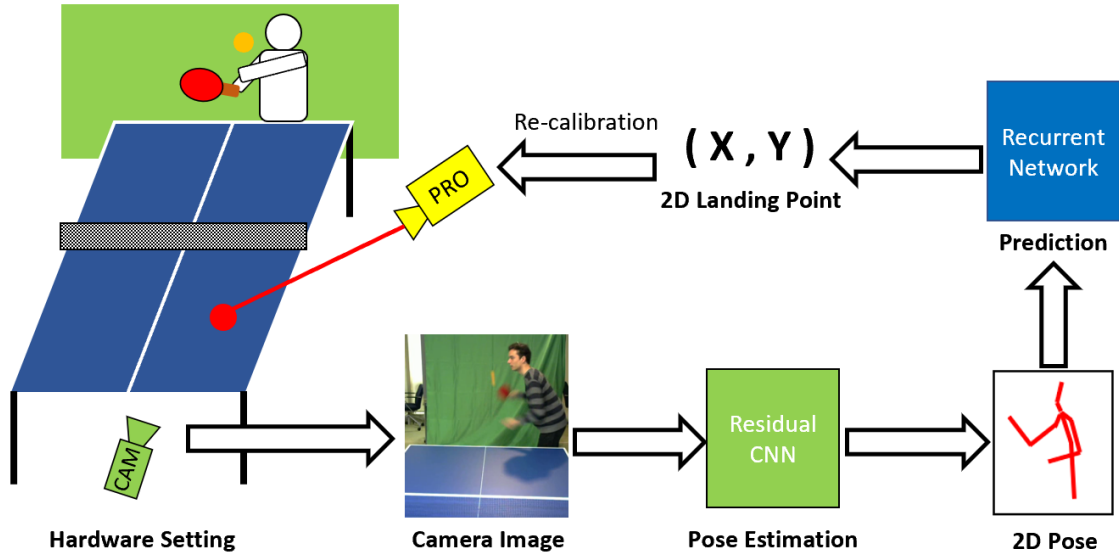 Re-calibration
( X , Y )
2D Landing Point
Recurrent
Network
Prediction
PRO
CAM
Hardware Setting
Camera Image
Residual
CNN
Pose Estimation
2D Pose